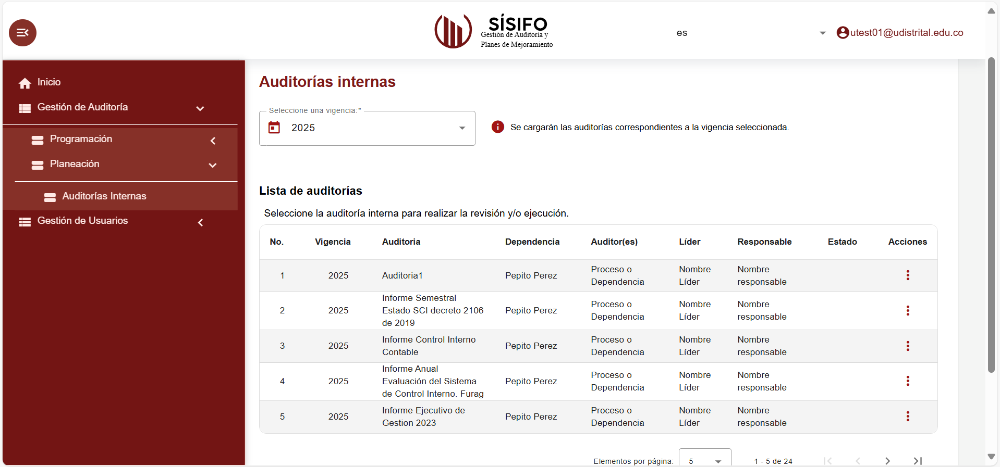 SÍSIFO
Gestión de Auditoría y
Planes de Mejoramiento
es
utest01@udistrital.edu.co
Inicio
Gestión de Auditoría
Programación
Planeación
Auditorías Internas
Gestión de Usuarios
Auditorías internas
Seleccione una vigencia:*
2025
Se cargarán las auditorías correspondientes a la vigencia seleccionada.
Lista de auditorías
Seleccione la auditoría interna para realizar la revisión y/o ejecución.
No. Vigencia Auditoria Dependencia Auditor(es) Líder Responsable Estado Acciones
1 2025 Auditoria1 Pepito Perez Proceso o Dependencia Nombre Líder Nombre responsable
2 2025 Informe Semestral Estado SCI decreto 2106 de 2019 Pepito Perez Proceso o Dependencia Nombre Líder Nombre responsable
3 2025 Informe Control Interno Contable Pepito Perez Proceso o Dependencia Nombre Líder Nombre responsable
4 2025 Informe Anual Evaluación del Sistema de Control Interno. Furag Pepito Perez Proceso o Dependencia Nombre Líder Nombre responsable
5 2025 Informe Ejecutivo de Gestion 2023 Pepito Perez Proceso o Dependencia Nombre Líder Nombre responsable
Elementos por página: 5 1 - 5 de 24